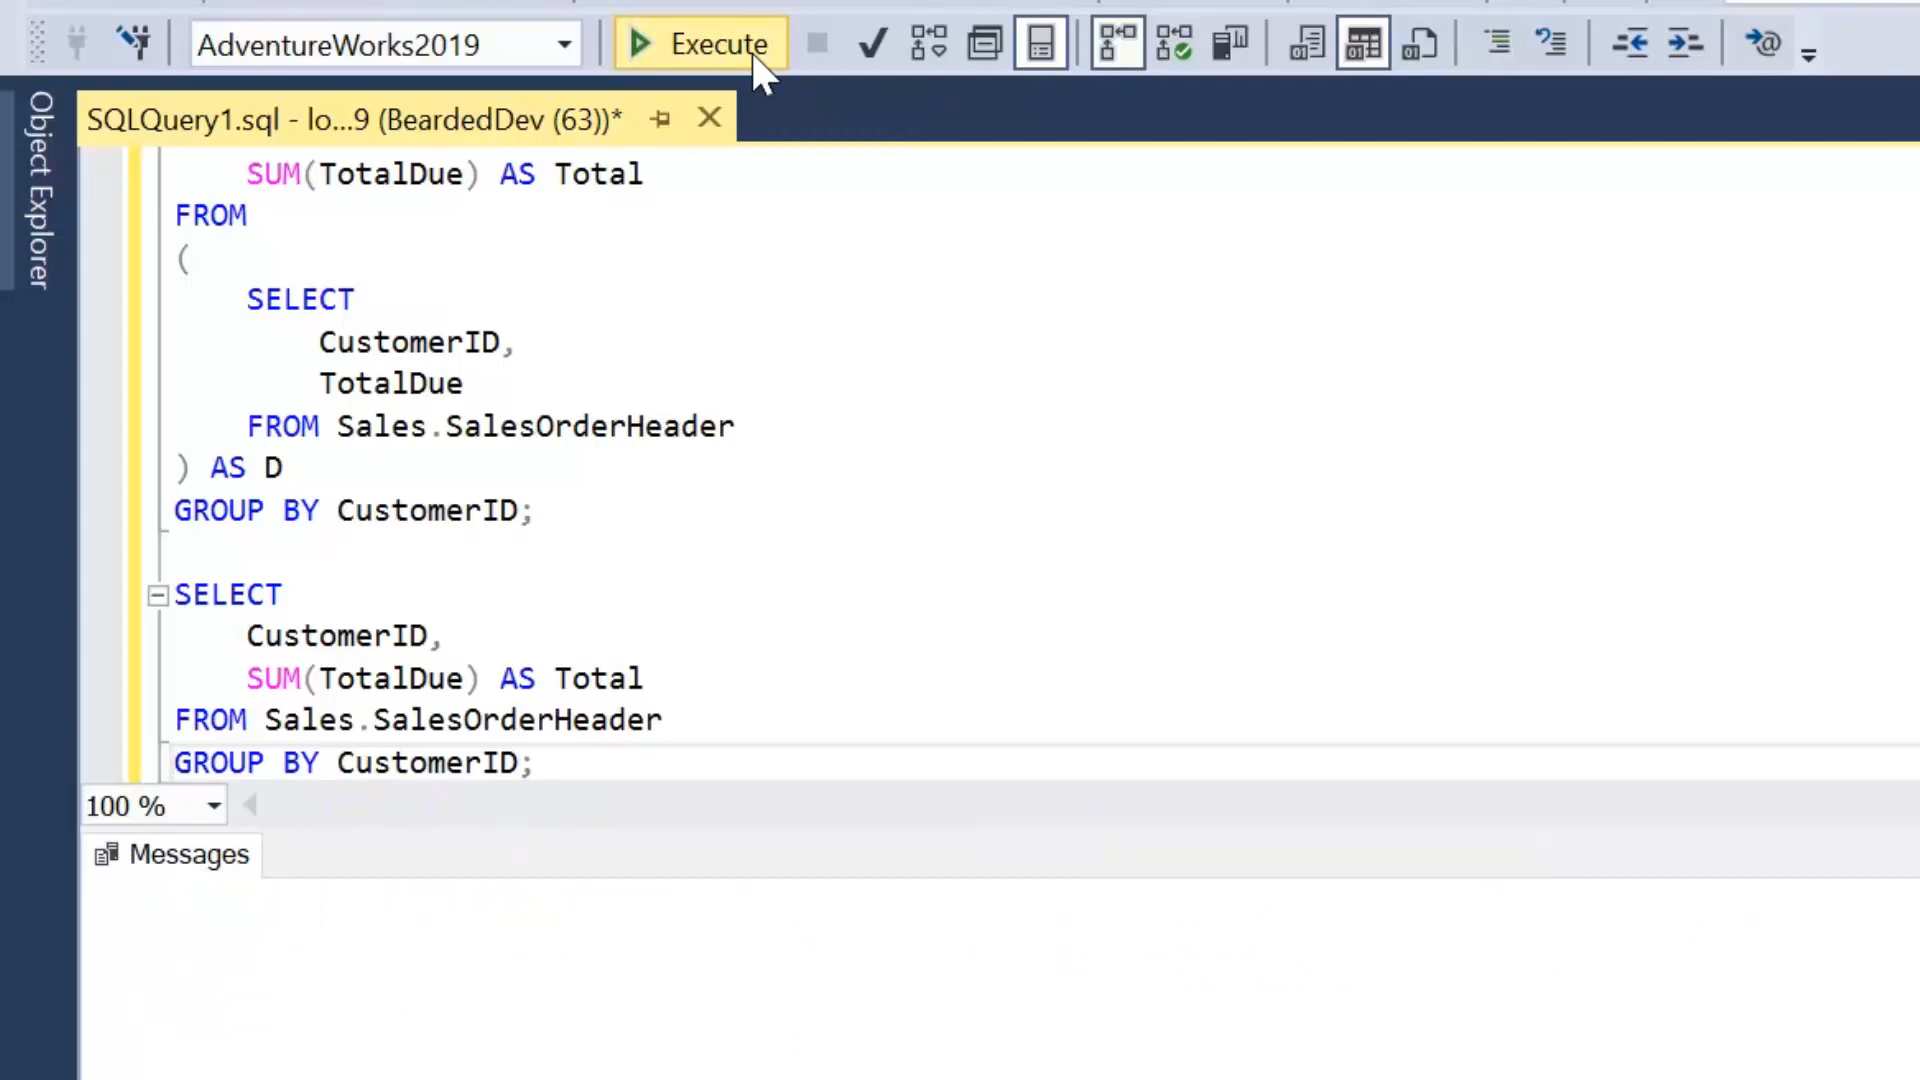 AdventureWorks2019
Execute
Object Explorer
SQLQuery1.sql - lo...9 (BeardedDev (63))*
SUM(TotalDue) AS Total
FROM
(
SELECT
CustomerID,
TotalDue
FROM Sales.SalesOrderHeader
) AS D
GROUP BY CustomerID;
SELECT
CustomerID,
SUM(TotalDue) AS Total
FROM Sales.SalesOrderHeader
GROUP BY CustomerID;
100 %
Messages